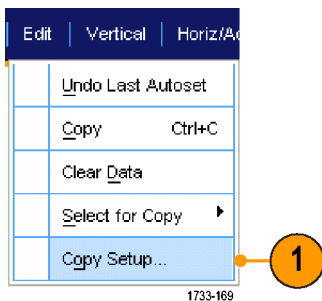 Edit Vertical Horiz/Ac
Undo Last Autoset
Copy Ctrl+C
Clear Data
Select for Copy
Copy Setup...
1
1733-169